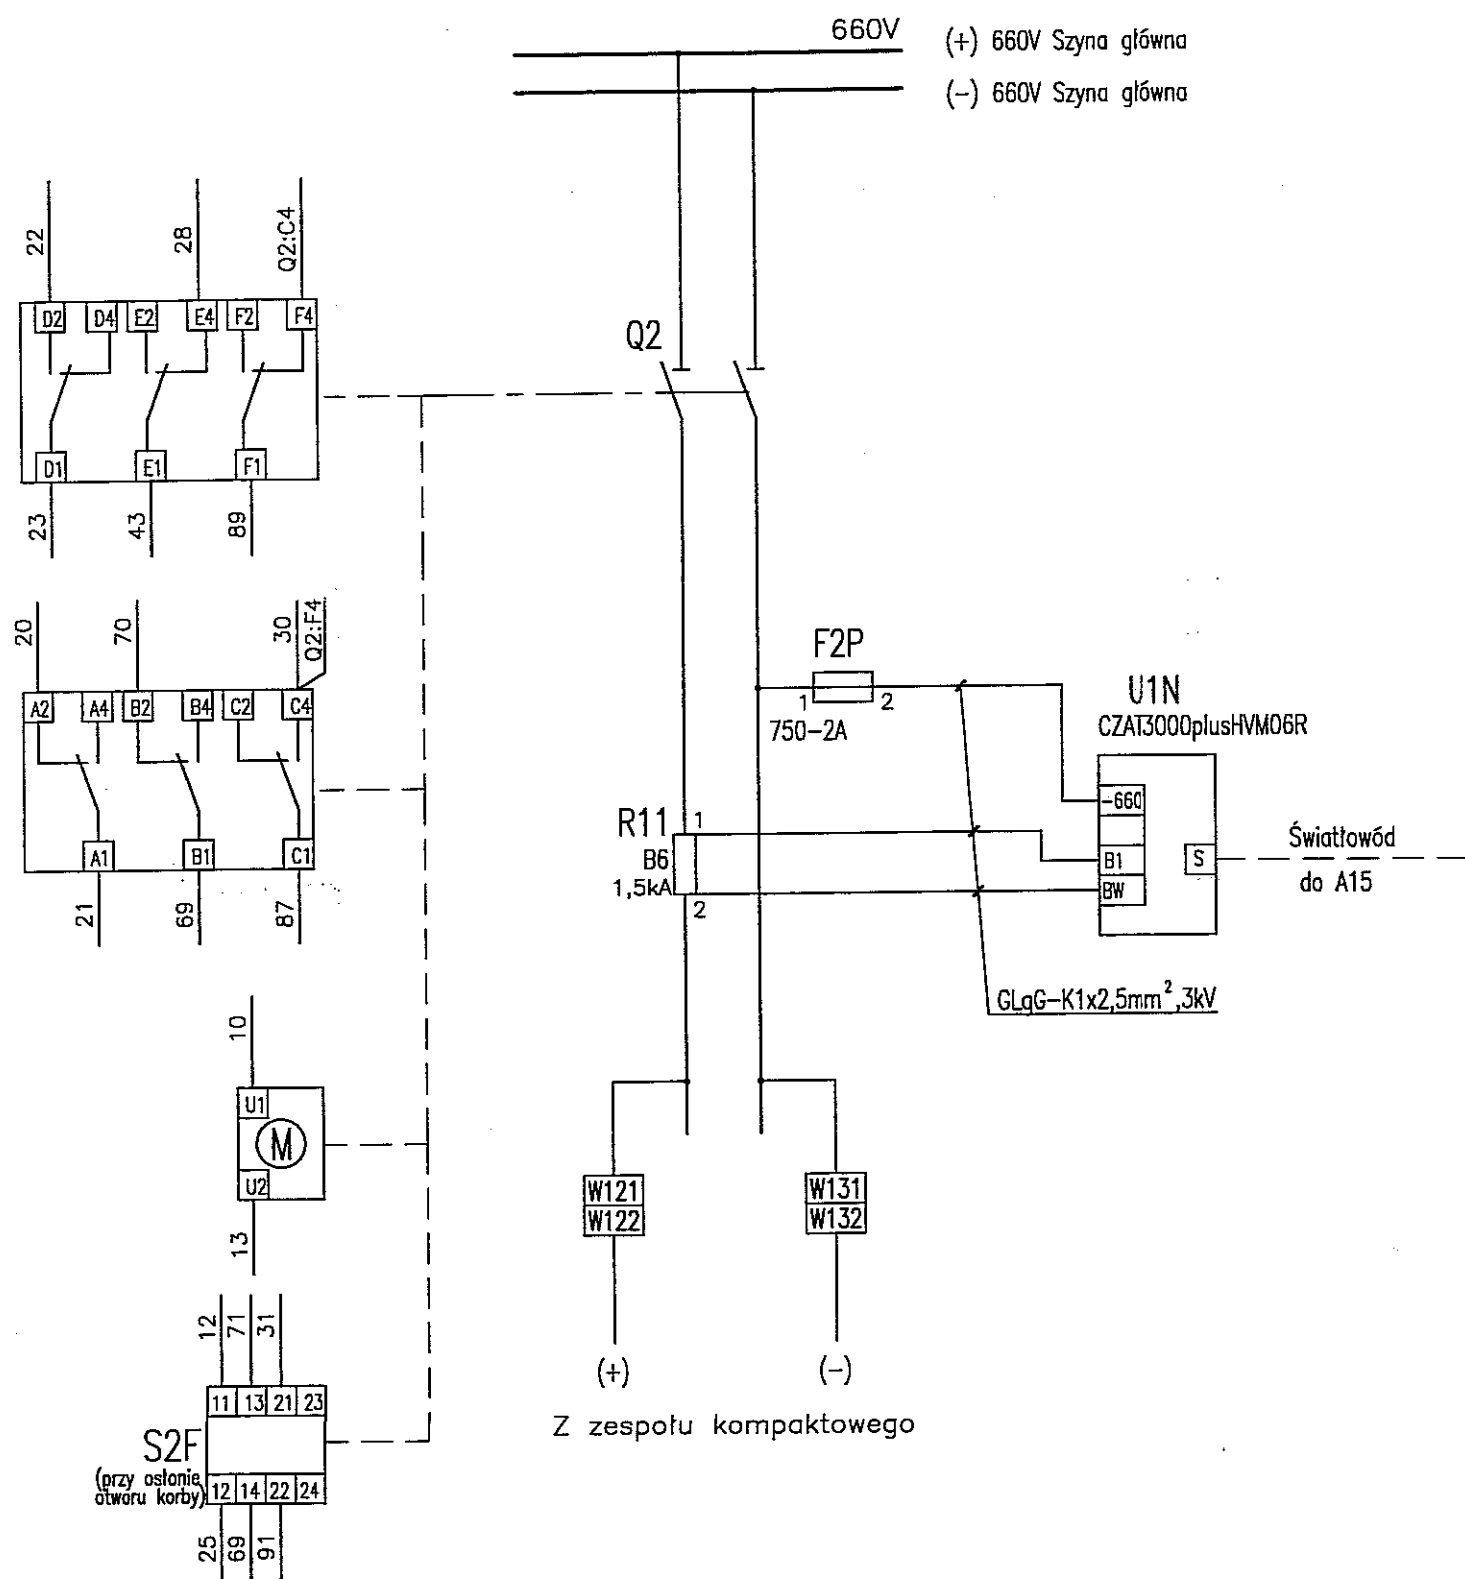 660V
(+) 660V Szyna główna
(-) 660V Szyna główna
22
28
Q2:C4
D2 D4 E2 E4 F2 F4
D1 E1 F1
23
43
89
Q2
20
70
30
Q2:F4
A2 A4 B2 B4 C2 C4
A1 B1 C1
21
69
87
F2P
1 2
750-2A
U1N
CZAT3000plusHVM06R
-660
B1
BW
S
Światłowód
do A15
R11
B6
1,5kA
1
2
GLgG-K1x2,5mm²,3kV
10
U1
M
U2
13
W121
W122
W131
W132
(+)
(-)
Z zespołu kompaktowego
12
71
31
11 13 21 23
S2F
(przy osłonie
otworu korby)
12 14 22 24
25
69
91